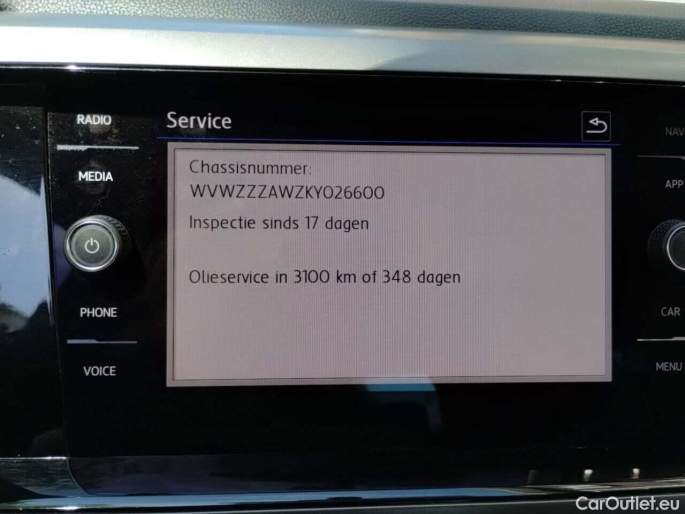 RADIO
Service
NAV
MEDIA
Chassisnummer:
WVWZZZAWZKY026600
APP
Inspectie sinds 17 dagen
Olieservice in 3100 km of 348 dagen
PHONE
CAR
VOICE
MENU
CarOutlet.eu